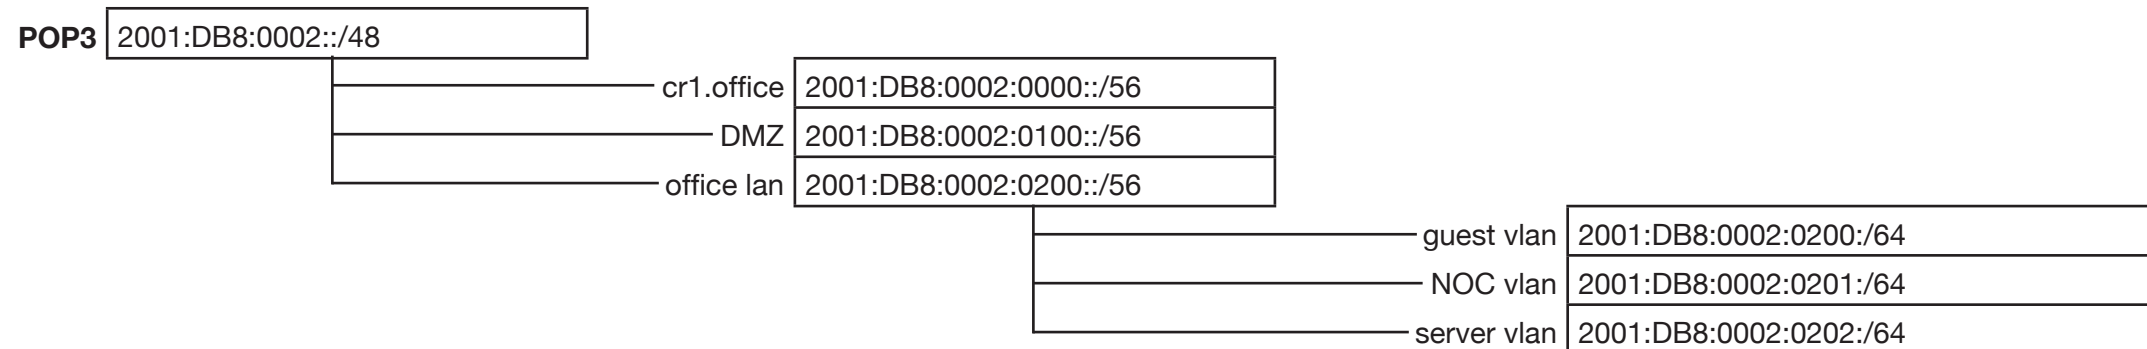 POP3 2001:DB8:0002::/48
cr1.office 2001:DB8:0002:0000::/56
DMZ 2001:DB8:0002:0100::/56
office lan 2001:DB8:0002:0200::/56
guest vlan 2001:DB8:0002:0200:/64
NOC vlan 2001:DB8:0002:0201:/64
server vlan 2001:DB8:0002:0202:/64